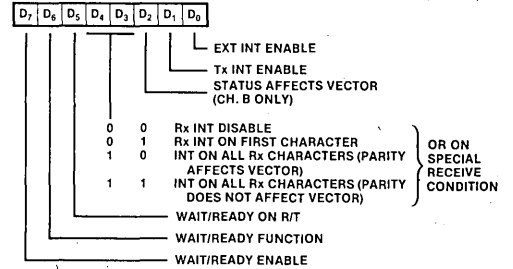 D7 D6 D5 D4 D3 D2 D1 D0
EXT INT ENABLE
Tx INT ENABLE
STATUS AFFECTS VECTOR
(CH. B ONLY)
0 0 Rx INT DISABLE
0 1 Rx INT ON FIRST CHARACTER
1 0 INT ON ALL Rx CHARACTERS (PARITY
AFFECTS VECTOR)
1 1 INT ON ALL Rx CHARACTERS (PARITY
DOES NOT AFFECT VECTOR)
OR ON
SPECIAL
RECEIVE
CONDITION
WAIT/READY ON R/T
WAIT/READY FUNCTION
WAIT/READY ENABLE